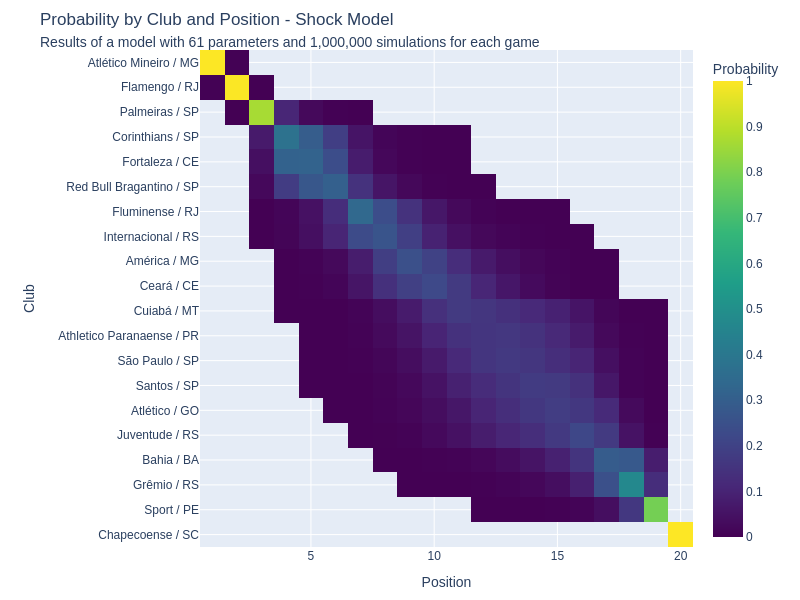 Probability by Club and Position - Shock Model
Results of a model with 61 parameters and 1,000,000 simulations for each game
Probability
Atlético Mineiro / MG
Flamengo / RJ
Palmeiras / SP
Corinthians / SP
Fortaleza / CE
Red Bull Bragantino / SP
Fluminense / RJ
Internacional / RS
América / MG
Ceará / CE
Cuiabá / MT
Athletico Paranaense / PR
São Paulo / SP
Santos / SP
Atlético / GO
Juventude / RS
Bahia / BA
Grêmio / RS
Sport / PE
Chapecoense / SC
Club
5
10
15
20
Position
1
0.9
0.8
0.7
0.6
0.5
0.4
0.3
0.2
0.1
0